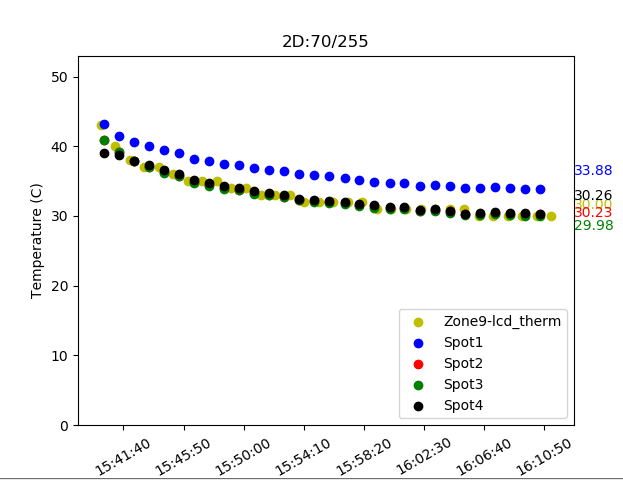 2D:70/255
50
40
30
20
10
0
Temperature (C)
33.88
30.26
30.00
30.23
29.98
Zone9-lcd_therm
Spot1
Spot2
Spot3
Spot4
15:41:40
15:45:50
15:50:00
15:54:10
15:58:20
16:02:30
16:06:40
16:10:50